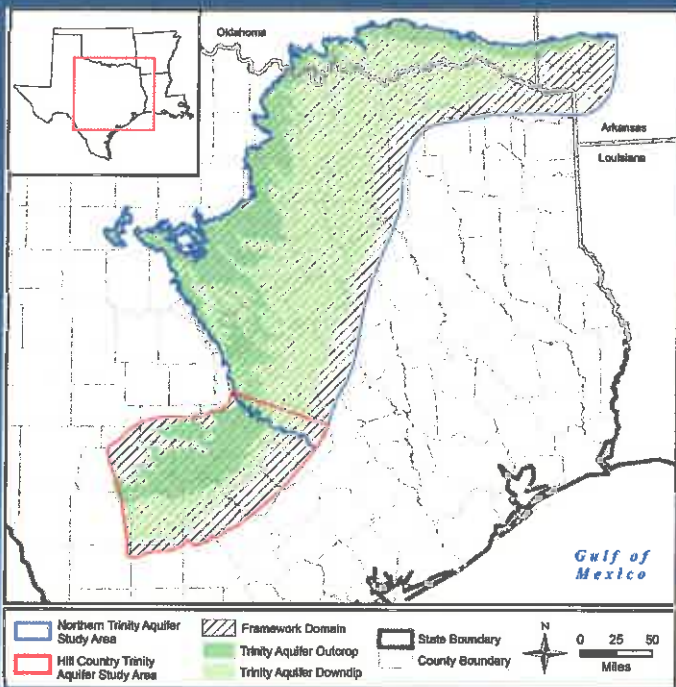 Oklahoma
Arkansas
Louisiana
Gulf of
Mexico
Northern Trinity Aquifer
Study Area
Hill Country Trinity
Aquifer Study Area
Framework Domain
Trinity Aquifer Outcrop
Trinity Aquifer Downdip
State Boundary
County Boundary
N
0 25 50
Miles